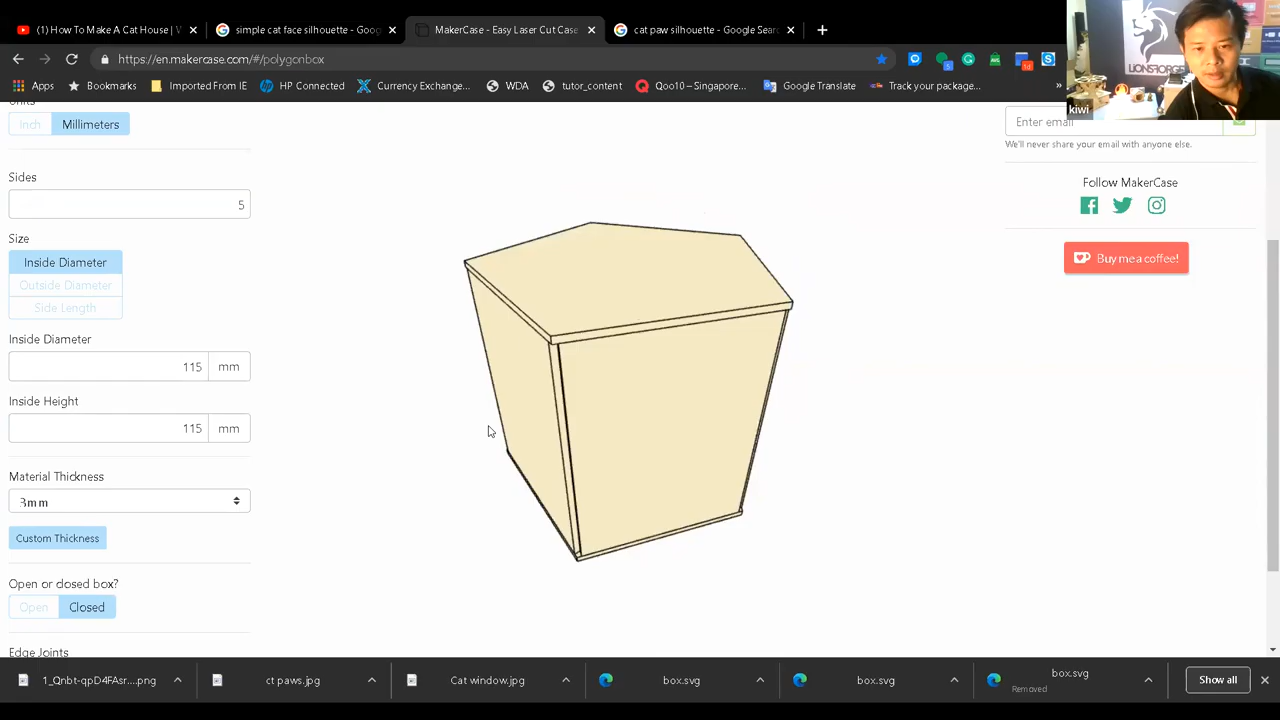 (1) How To Make A Cat House | W
simple cat face silhouette - Goog
MakerCase - Easy Laser Cut Case
cat paw silhouette - Google Sear
en.makercase.com/#/polygonbox
Apps
Bookmarks
Imported From IE
HP Connected
Currency Exchange...
WDA
tutor_content
Qoo10 – Singapore...
Google Translate
Track your package...
»
LIONSFORGE
kiwi
Inch
Millimeters
Sides
5
Size
Inside Diameter
Outside Diameter
Side Length
Inside Diameter
115 mm
Inside Height
115 mm
Material Thickness
3mm
Custom Thickness
Open or closed box?
Open
Closed
Edge Joints
Enter email
We'll never share your email with anyone else.
Follow MakerCase
Buy me a coffee!
1_Qnbt-qpD4FAsr....png
ct paws.jpg
Cat window.jpg
box.svg
box.svg
box.svg
Removed
Show all